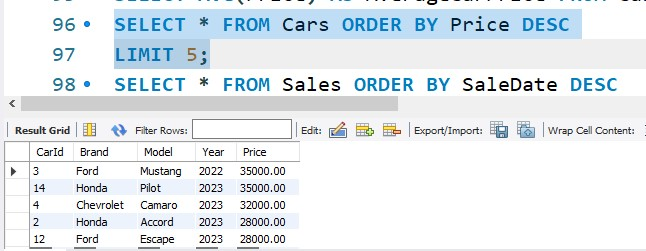 96 SELECT * FROM Cars ORDER BY Price DESC
97 LIMIT 5;
98 SELECT * FROM Sales ORDER BY SaleDate DESC
Result Grid Filter Rows: Edit: Export/Import: Wrap Cell Content:
CarId Brand Model Year Price
3 Ford Mustang 2022 35000.00
14 Honda Pilot 2023 35000.00
4 Chevrolet Camaro 2023 32000.00
2 Honda Accord 2023 28000.00
12 Ford Escape 2023 28000.00